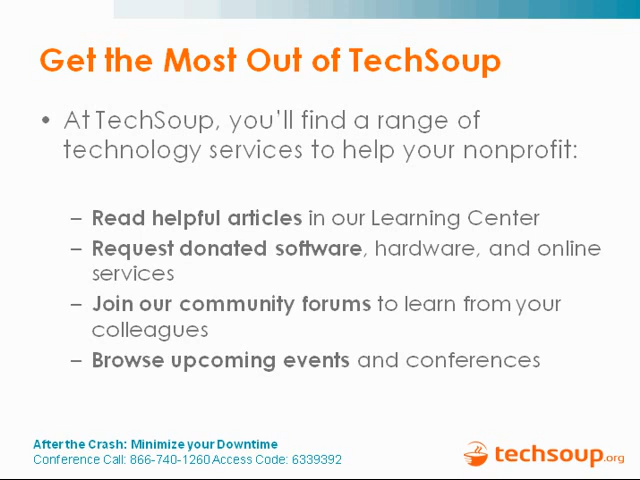 Get the Most Out of TechSoup
• At TechSoup, you'll find a range of
technology services to help your nonprofit:
– Read helpful articles in our Learning Center
– Request donated software, hardware, and online
services
– Join our community forums to learn from your
colleagues
– Browse upcoming events and conferences
After the Crash: Minimize your Downtime
Conference Call: 866-740-1260 Access Code: 6339392
techsoup.org